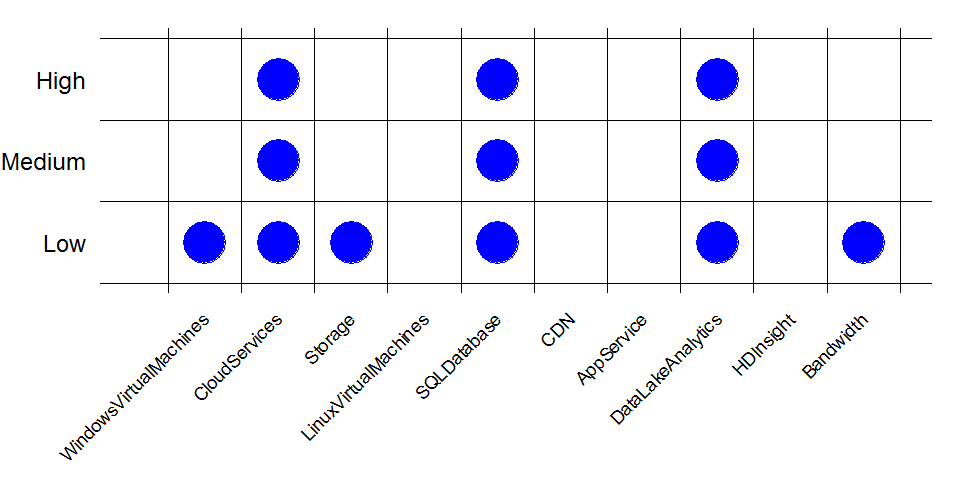 High
Medium
Low
WindowsVirtualMachines
CloudServices
Storage
LinuxVirtualMachines
SQLDatabase
CDN
AppService
DataLakeAnalytics
HDInsight
Bandwidth